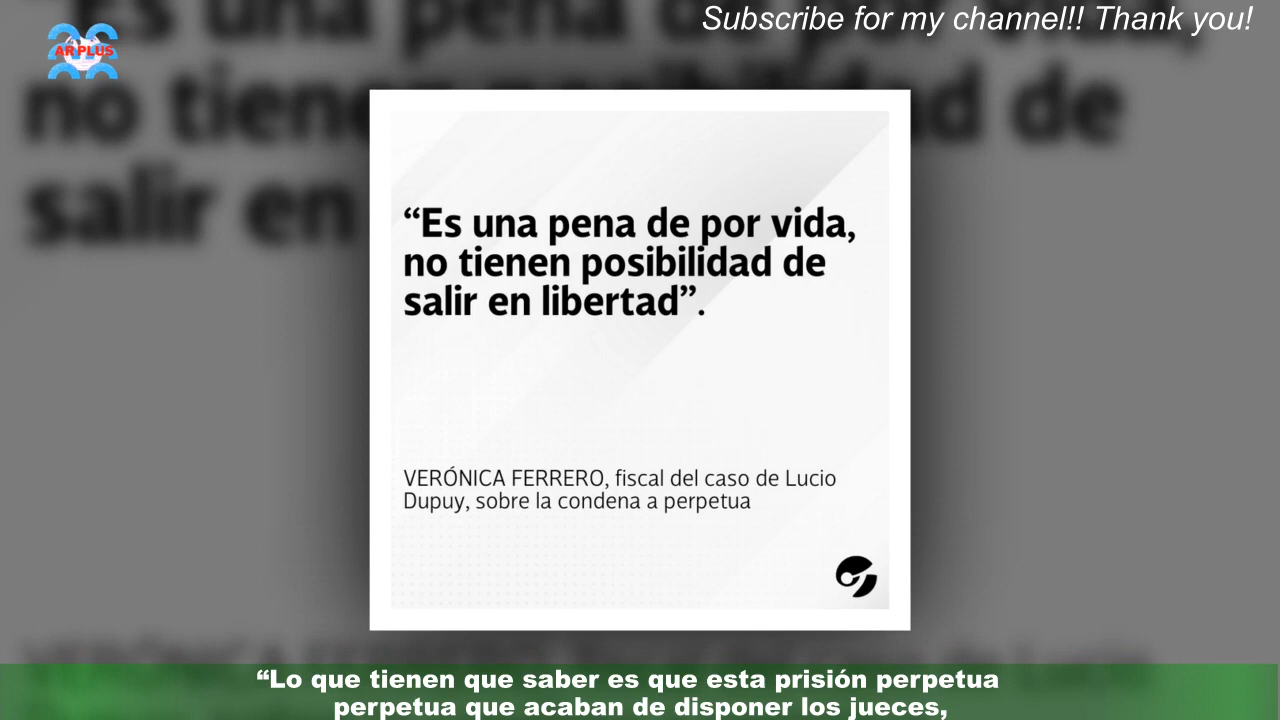 Subscribe for my channel!! Thank you!
AR PLUS
“Es una pena de por vida,
no tienen posibilidad de
salir en libertad”.
VERÓNICA FERRERO, fiscal del caso de Lucio
Dupuy, sobre la condena a perpetua
“Lo que tienen que saber es que esta prisión perpetua
perpetua que acaban de disponer los jueces,